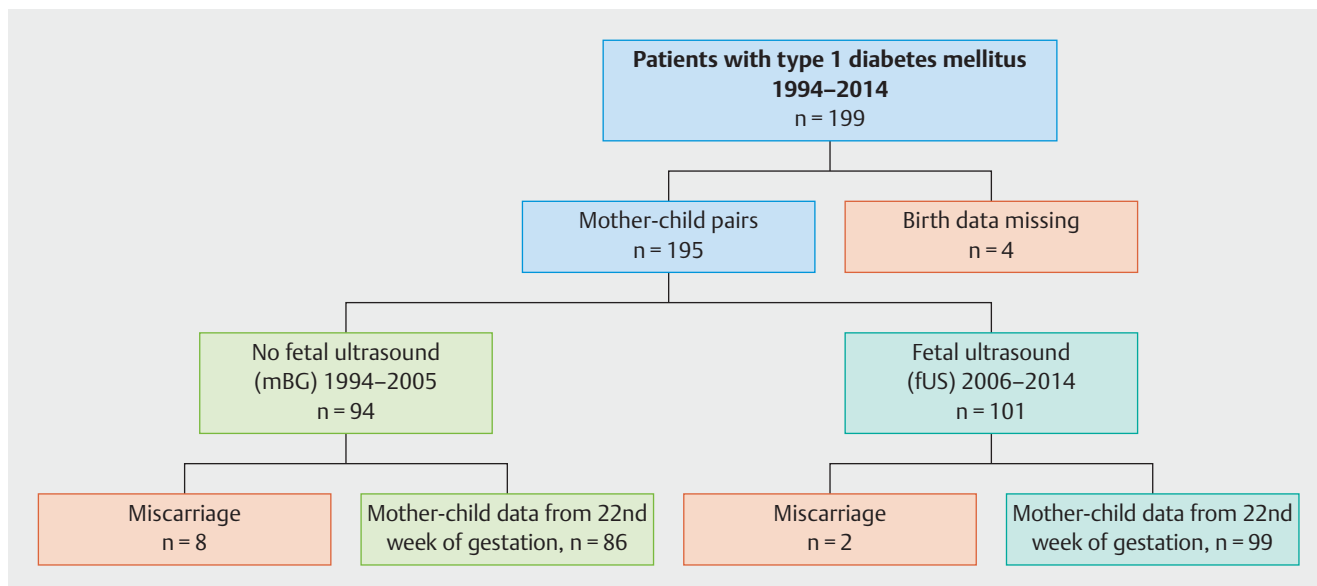 Patients with type 1 diabetes mellitus
1994–2014
n = 199
Mother-child pairs
n = 195
Birth data missing
n = 4
No fetal ultrasound
(mBG) 1994–2005
n = 94
Fetal ultrasound
(fUS) 2006–2014
n = 101
Miscarriage
n = 8
Mother-child data from 22nd
week of gestation, n = 86
Miscarriage
n = 2
Mother-child data from 22nd
week of gestation, n = 99